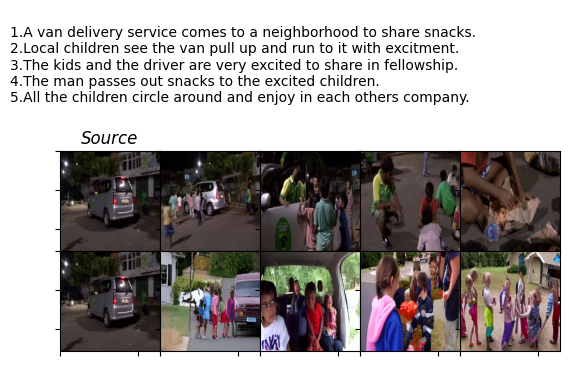 1.A van delivery service comes to a neighborhood to share snacks.
2.Local children see the van pull up and run to it with excitment.
3.The kids and the driver are very excited to share in fellowship.
4.The man passes out snacks to the excited children.
5.All the children circle around and enjoy in each others company.
Source